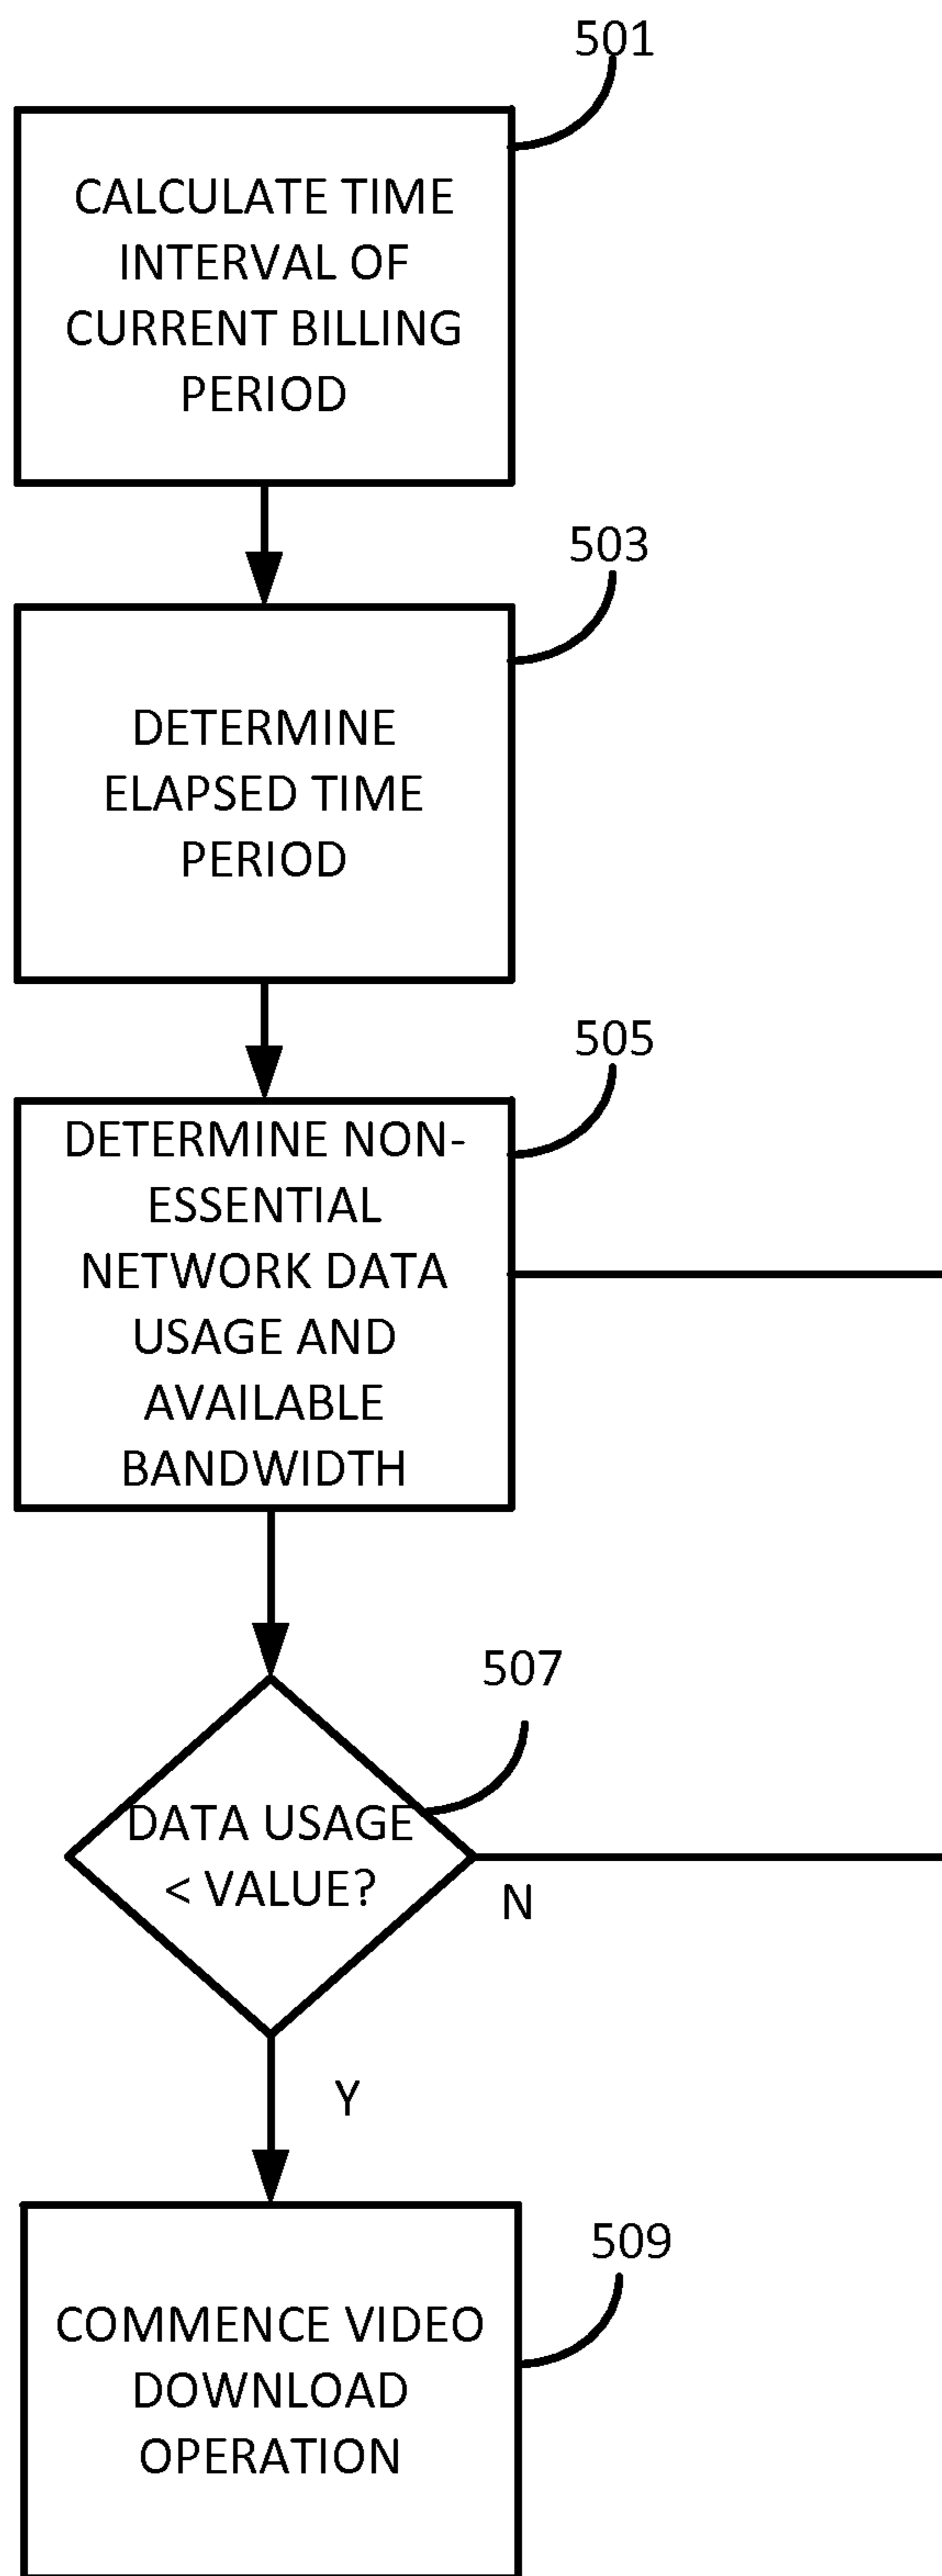 501
CALCULATE TIME
INTERVAL OF
CURRENT BILLING
PERIOD
503
DETERMINE
ELAPSED TIME
PERIOD
505
DETERMINE NON-
ESSENTIAL
NETWORK DATA
USAGE AND
AVAILABLE
BANDWIDTH
507
DATA USAGE
< VALUE?
N
Y
509
COMMENCE VIDEO
DOWNLOAD
OPERATION